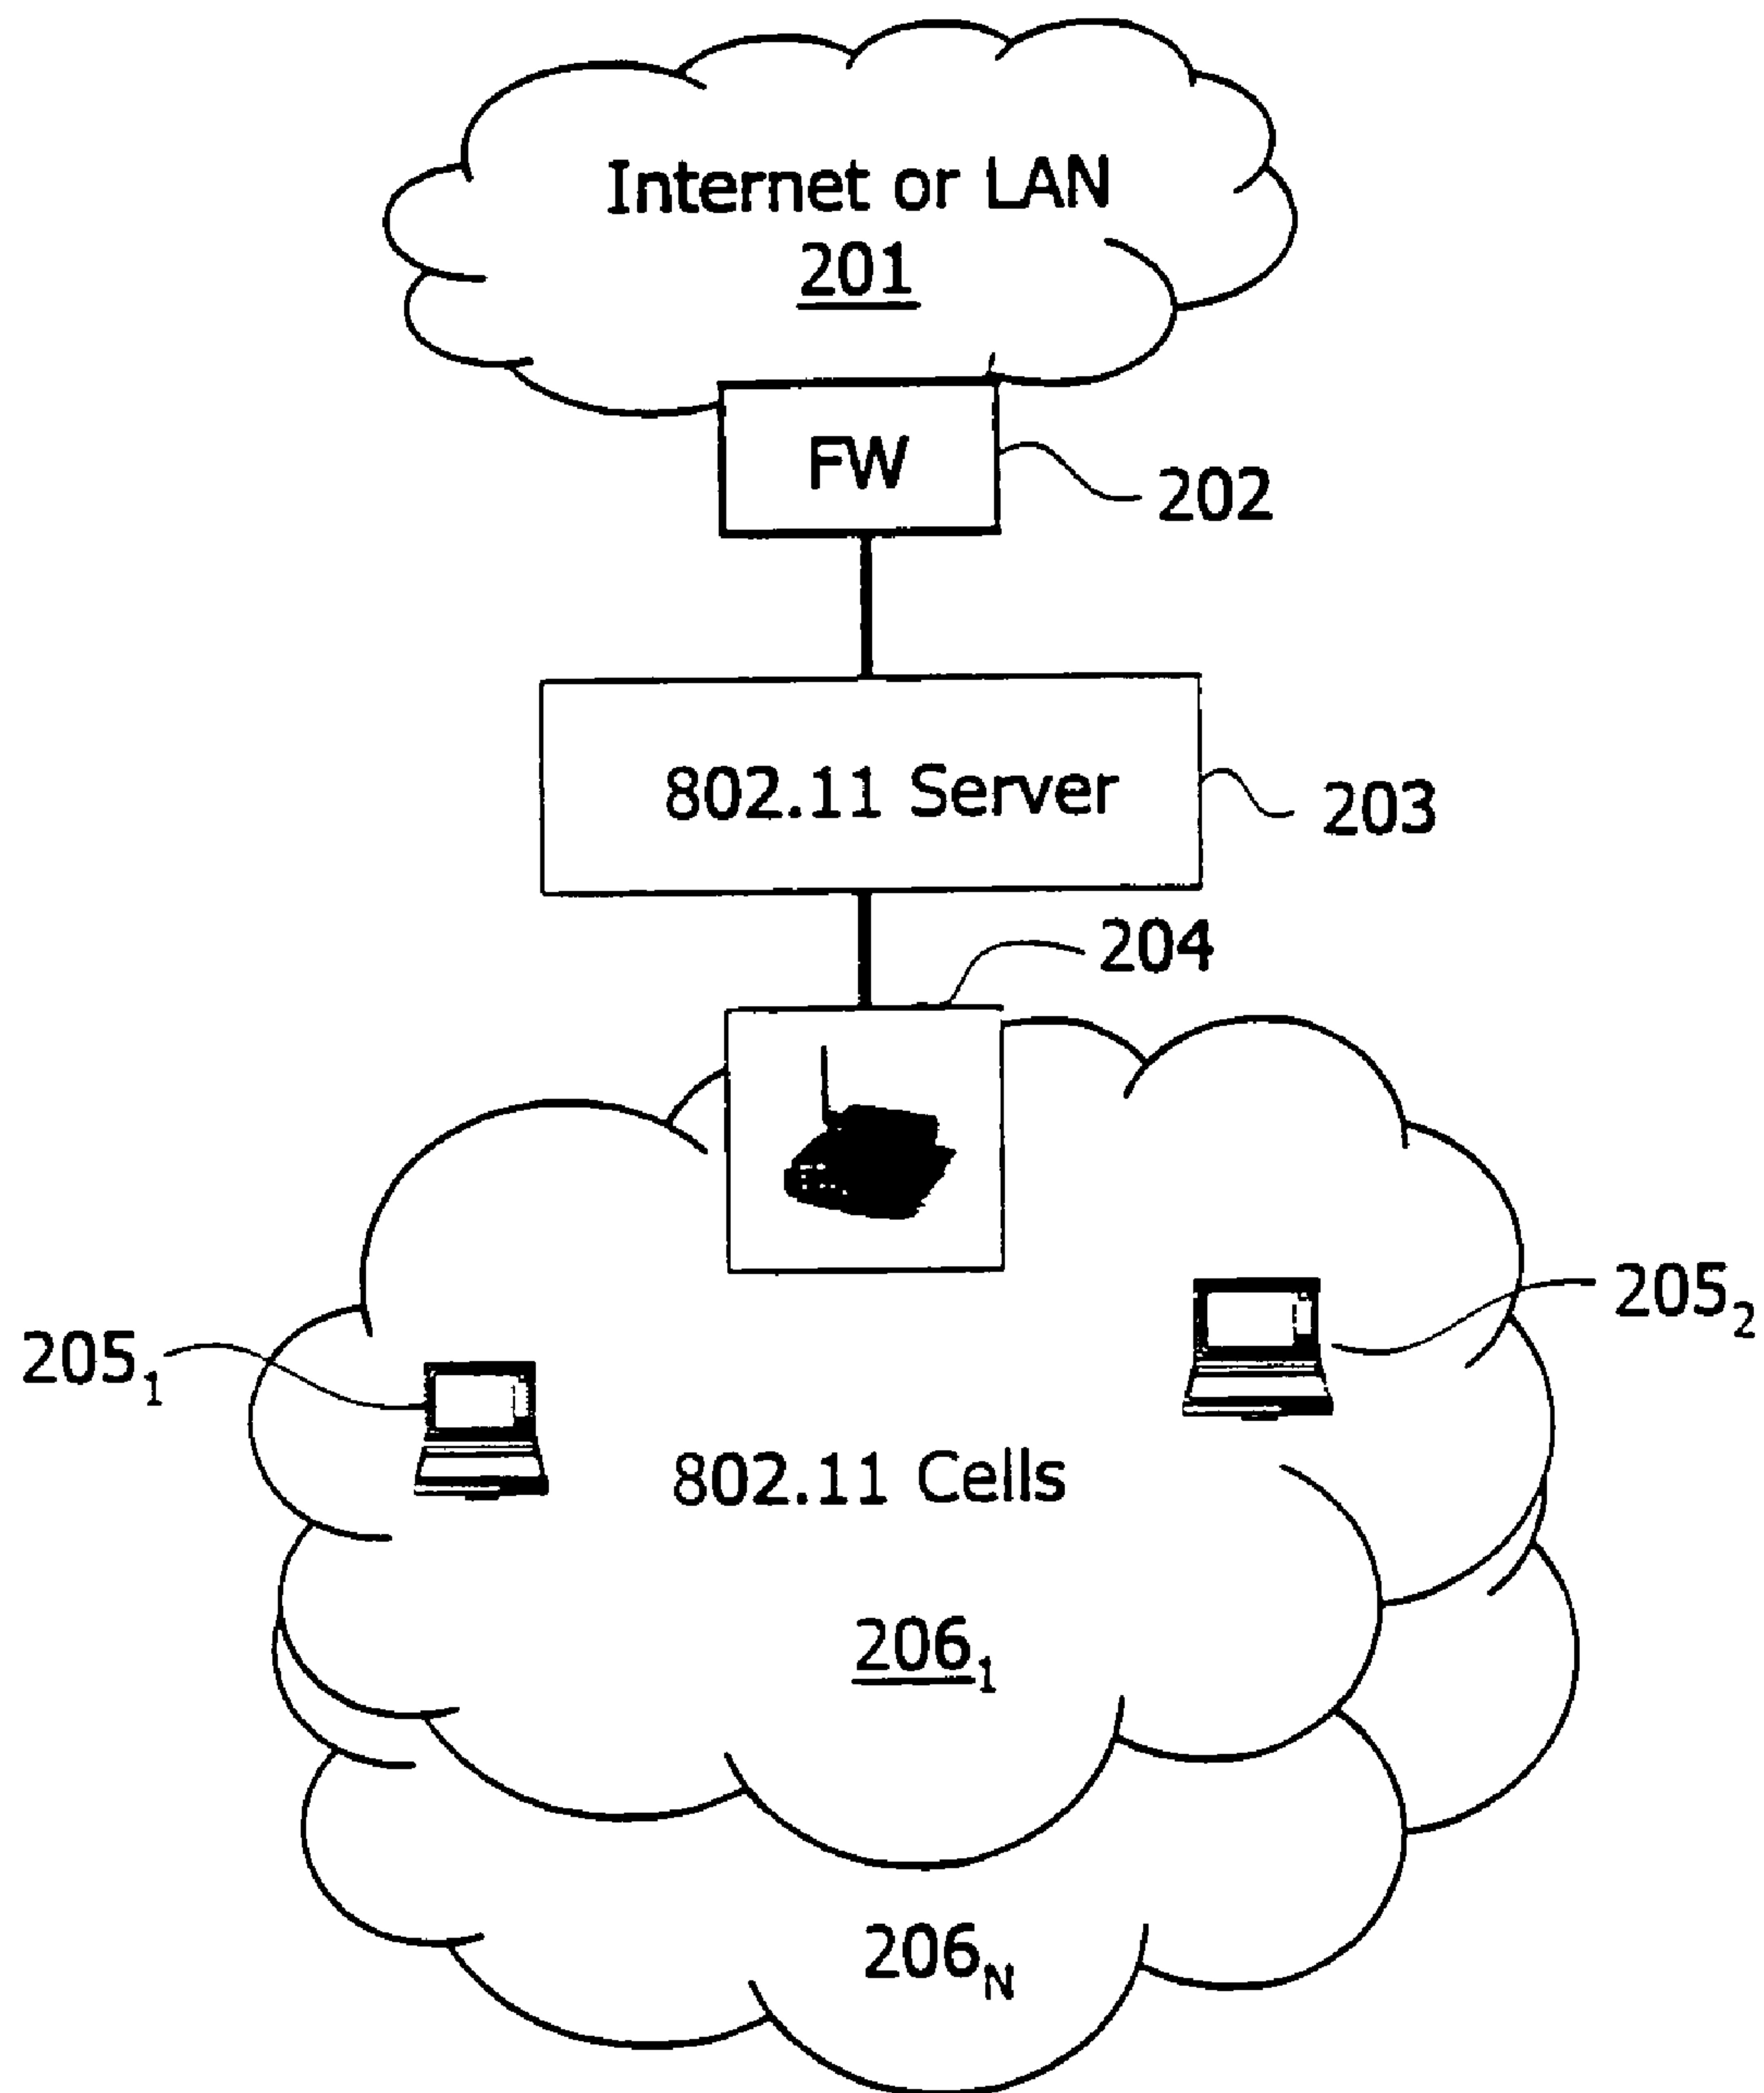 Internet or LAN
201
FW
202
802.11 Server
203
204
205₁
205₂
802.11 Cells
206₁
206ₙ